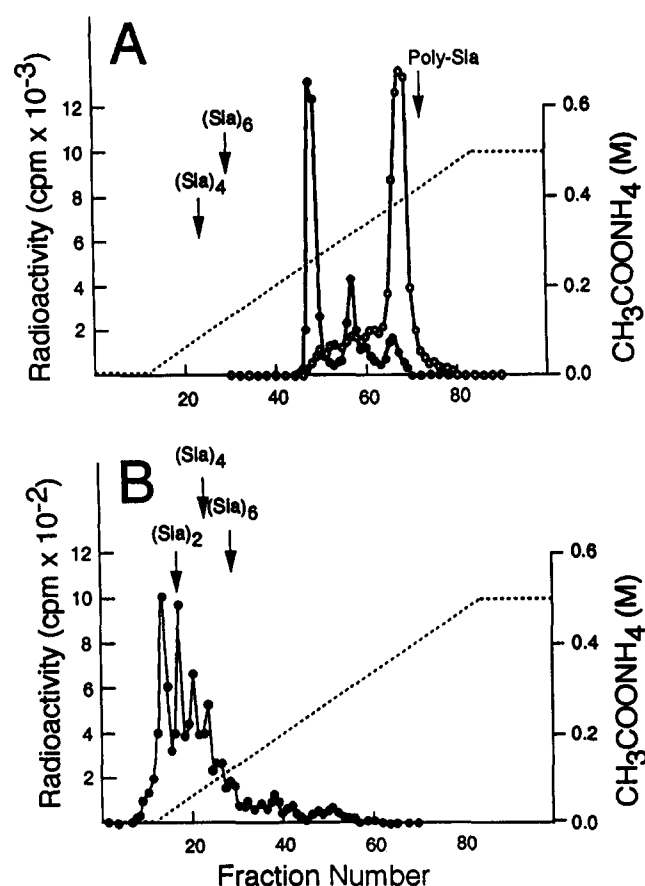 A
Radioactivity (cpm x 10-3)
12
10
8
6
4
2
(Sia)4
(Sia)6
Poly-Sia
0.6
0.4
0.2
0.0
CH3COONH4 (M)
20
40
60
80
B
Radioactivity (cpm x 10-2)
12
10
8
6
4
2
(Sia)2
(Sia)4
(Sia)6
0.6
0.4
0.2
0.0
CH3COONH4 (M)
20
40
60
80
Fraction Number